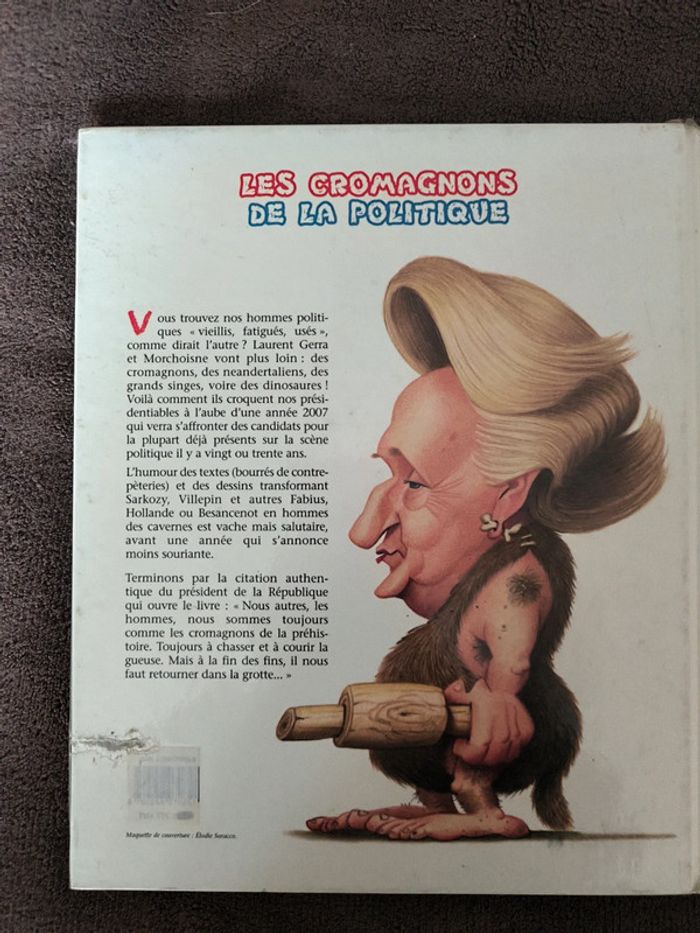 LES CROMAGNONS
DE LA POLITIQUE
Vous trouvez nos hommes politi-
ques « vieillis, fatigués, usés »,
comme dirait l'autre ? Laurent Gerra
et Morchoisne vont plus loin : des
cromagnons, des neandertaliens, des
grands singes, voire des dinosaures !
Voilà comment ils croquent nos prési-
dentiables à l'aube d'une année 2007
qui verra s'affronter des candidats pour
la plupart déjà présents sur la scène
politique il y a vingt ou trente ans.
L'humour des textes (bourrés de contre-
pèteries) et des dessins transformant
Sarkozy, Villepin et autres Fabius,
Hollande ou Besancenot en hommes
des cavernes est vache mais salutaire,
avant une année qui s'annonce
moins souriante.
Terminons par la citation authen-
tique du président de la République
qui ouvre le livre : « Nous autres, les
hommes, nous sommes toujours
comme les cromagnons de la préhis-
toire. Toujours à chasser et à courir la
gueuse. Mais à la fin des fins, il nous
faut retourner dans la grotte... »
Maquette de couverture : Élodie Saracco.